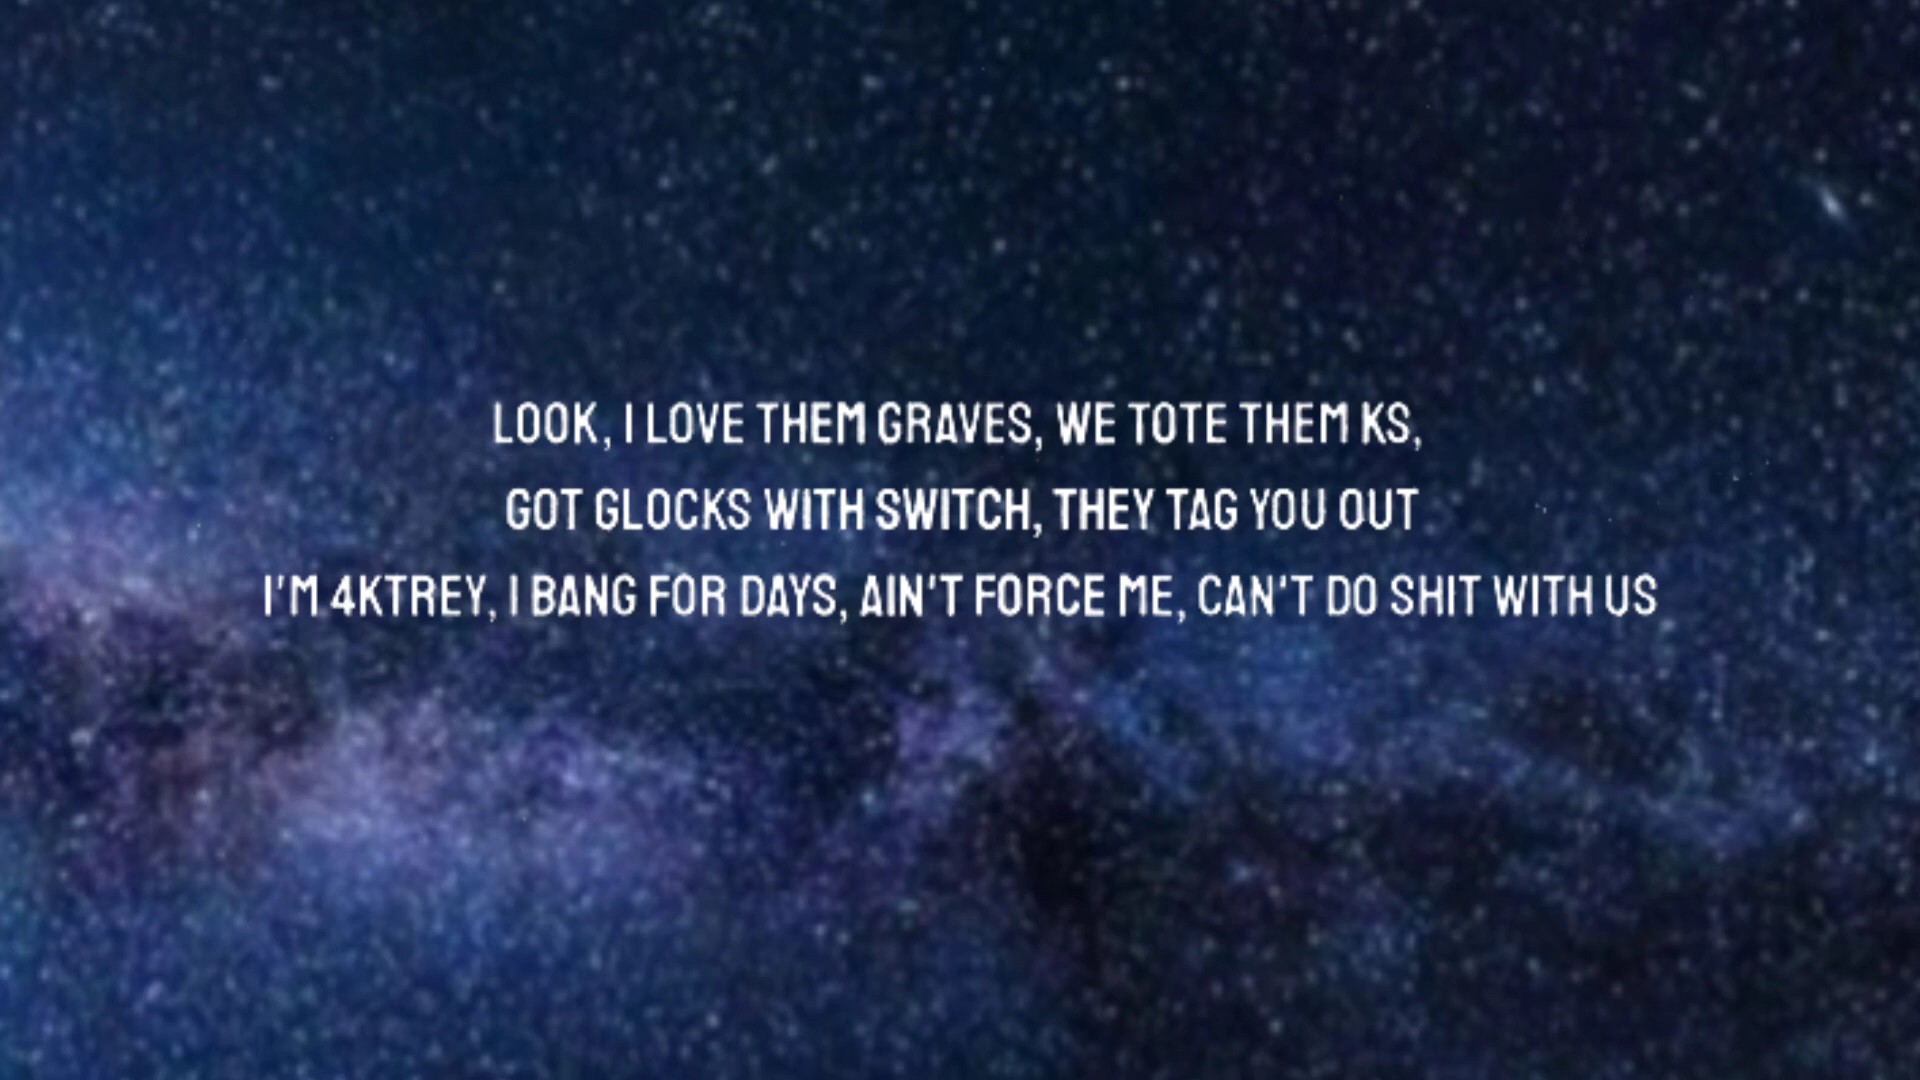 LOOK, I LOVE THEM GRAVES, WE TOTE THEM KS,
GOT GLOCKS WITH SWITCH, THEY TAG YOU OUT
I'M 4KTREY, I BANG FOR DAYS, AIN'T FORCE ME, CAN'T DO SHIT WITH US